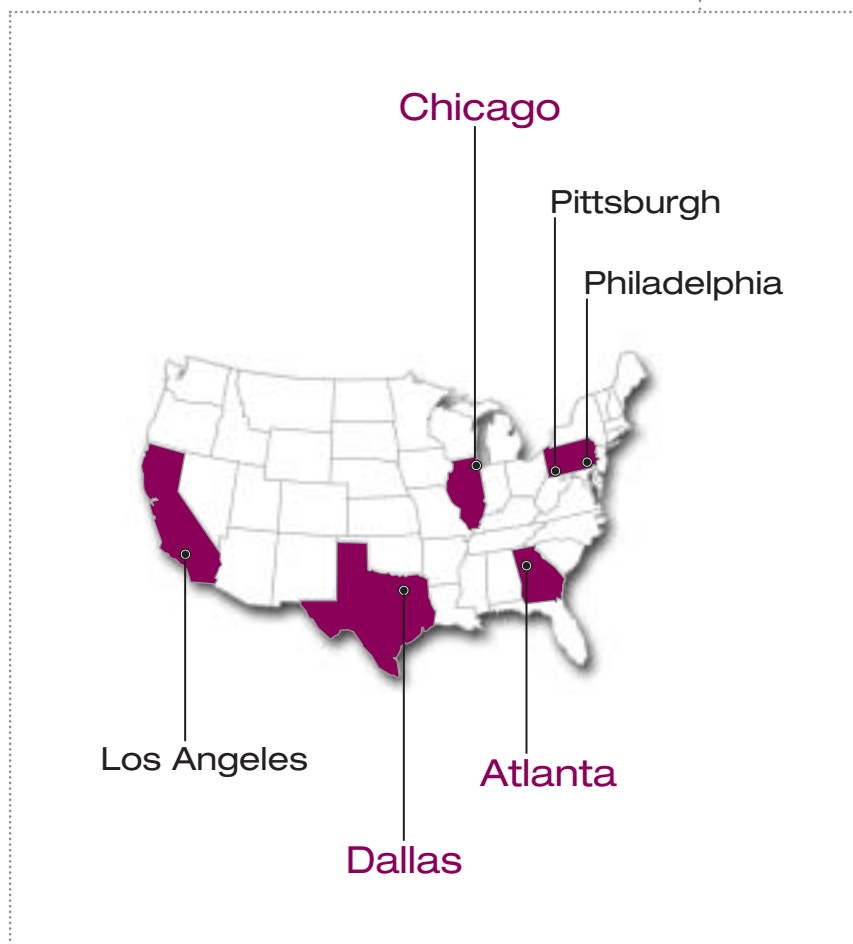 Chicago
Pittsburgh
Philadelphia
Los Angeles
Atlanta
Dallas